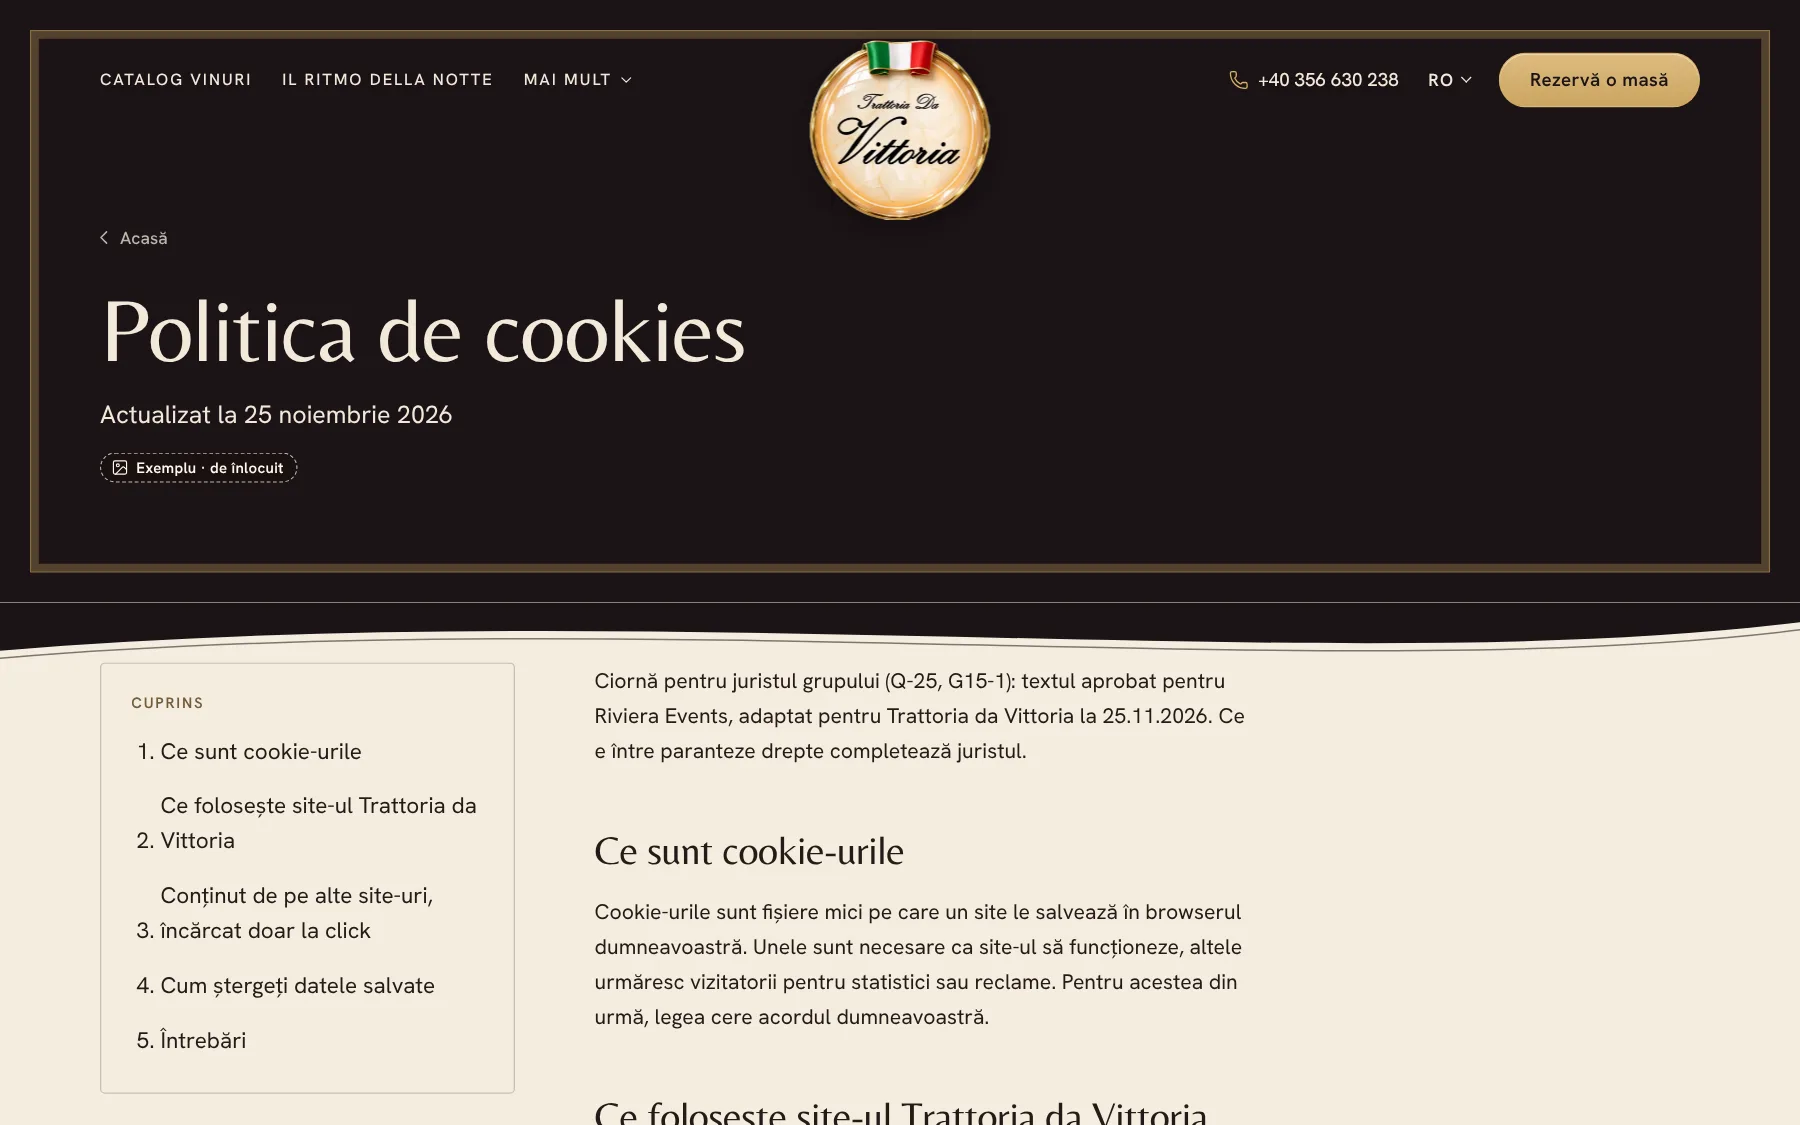 CATALOG VINURI
IL RITMO DELLA NOTTE
MAI MULT
Trattoria Da
Vittoria
+40 356 630 238
RO
Rezervă o masă
Acasă
Politica de cookies
Actualizat la 25 noiembrie 2026
Exemplu · de înlocuit
CUPRINS
1. Ce sunt cookie-urile
Ce folosește site-ul Trattoria da
2. Vittoria
Conținut de pe alte site-uri,
3. încărcat doar la click
4. Cum ștergeți datele salvate
5. Întrebări
Ciornă pentru juristul grupului (Q-25, G15-1): textul aprobat pentru
Riviera Events, adaptat pentru Trattoria da Vittoria la 25.11.2026. Ce
e între paranteze drepte completează juristul.
Ce sunt cookie-urile
Cookie-urile sunt fișiere mici pe care un site le salvează în browserul
dumneavoastră. Unele sunt necesare ca site-ul să funcționeze, altele
urmăresc vizitatorii pentru statistici sau reclame. Pentru acestea din
urmă, legea cere acordul dumneavoastră.
Ce folosește site-ul Trattoria da Vittoria